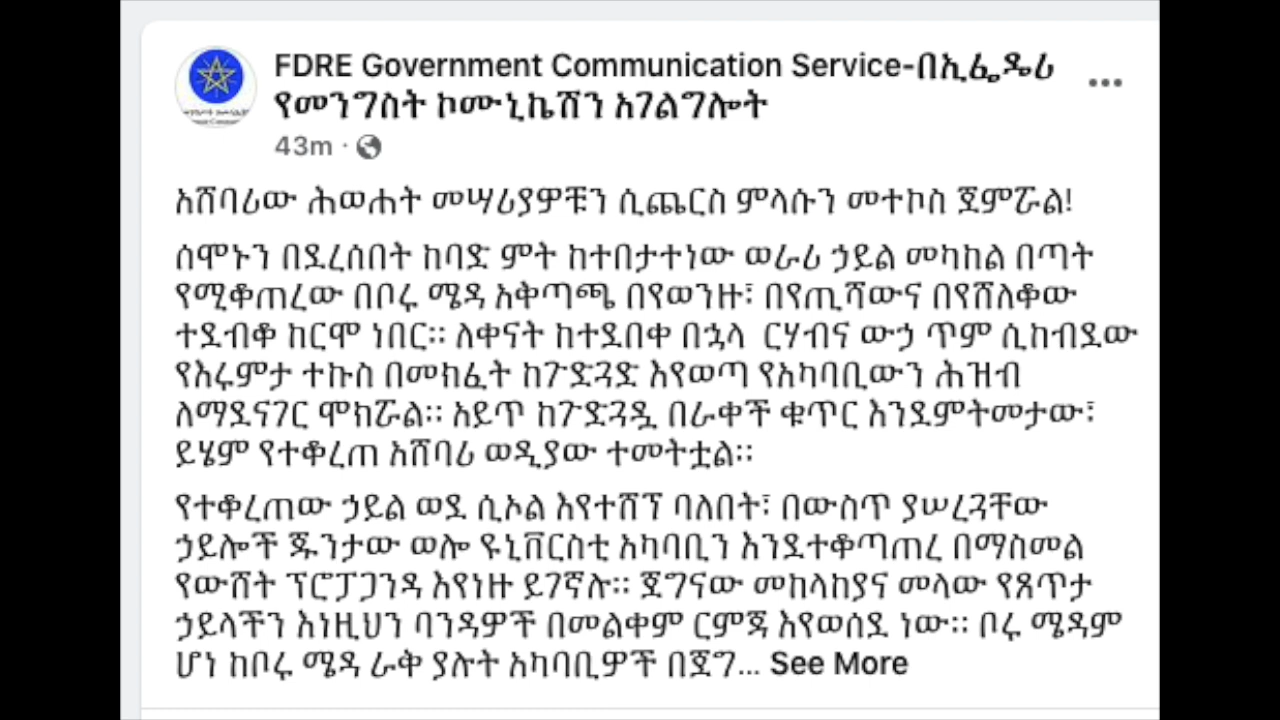 FDRE Government Communication Service-በኢፌዴሪ
የመንግስት ኮሙኒኬሽን አገልግሎት
43m ·
አሸባሪው ሕወሐት መሣሪያዎቹን ሲጨርስ ምላሱን መተኮስ ጀምሯል!
ሰሞኑን በደረሰበት ከባድ ምት ከተበታተነው ወራሪ ኃይል መካከል በጣት
የሚቆጠረው በቦሩ ሜዳ አቅጣጫ በየወንዙ፣ በየጢሻውና በየሸለቆው
ተደብቆ ከርሞ ነበር። ለቀናት ከተደበቀ በኋላ ርሃብና ውኃ ጥም ሲከብደው
የእሩምታ ተኩስ በመክፈት ከጉድጓድ እየወጣ የአካባቢውን ሕዝብ
ለማደናገር ሞክሯል። አይጥ ከጉድጓዷ በራቀች ቁጥር እንደምትመታው፣
ይሄም የተቆረጠ አሸባሪ ወዲያው ተመትቷል።
የተቆረጠው ኃይል ወደ ሲኦል እየተሸኘ ባለበት፣ በውስጥ ያሠረጓቸው
ኃይሎች ጁንታው ወሎ ዩኒቨርስቲ አካባቢን እንደተቆጣጠረ በማስመል
የውሸት ፕሮፓጋንዳ እየነዙ ይገኛሉ። ጀግናው መከላከያና መላው የጸጥታ
ኃይላችን እነዚህን ባንዳዎች በመልቀም ርምጃ እየወሰደ ነው። ቦሩ ሜዳም
ሆነ ከቦሩ ሜዳ ራቅ ያሉት አካባቢዎች በጀግ... See More